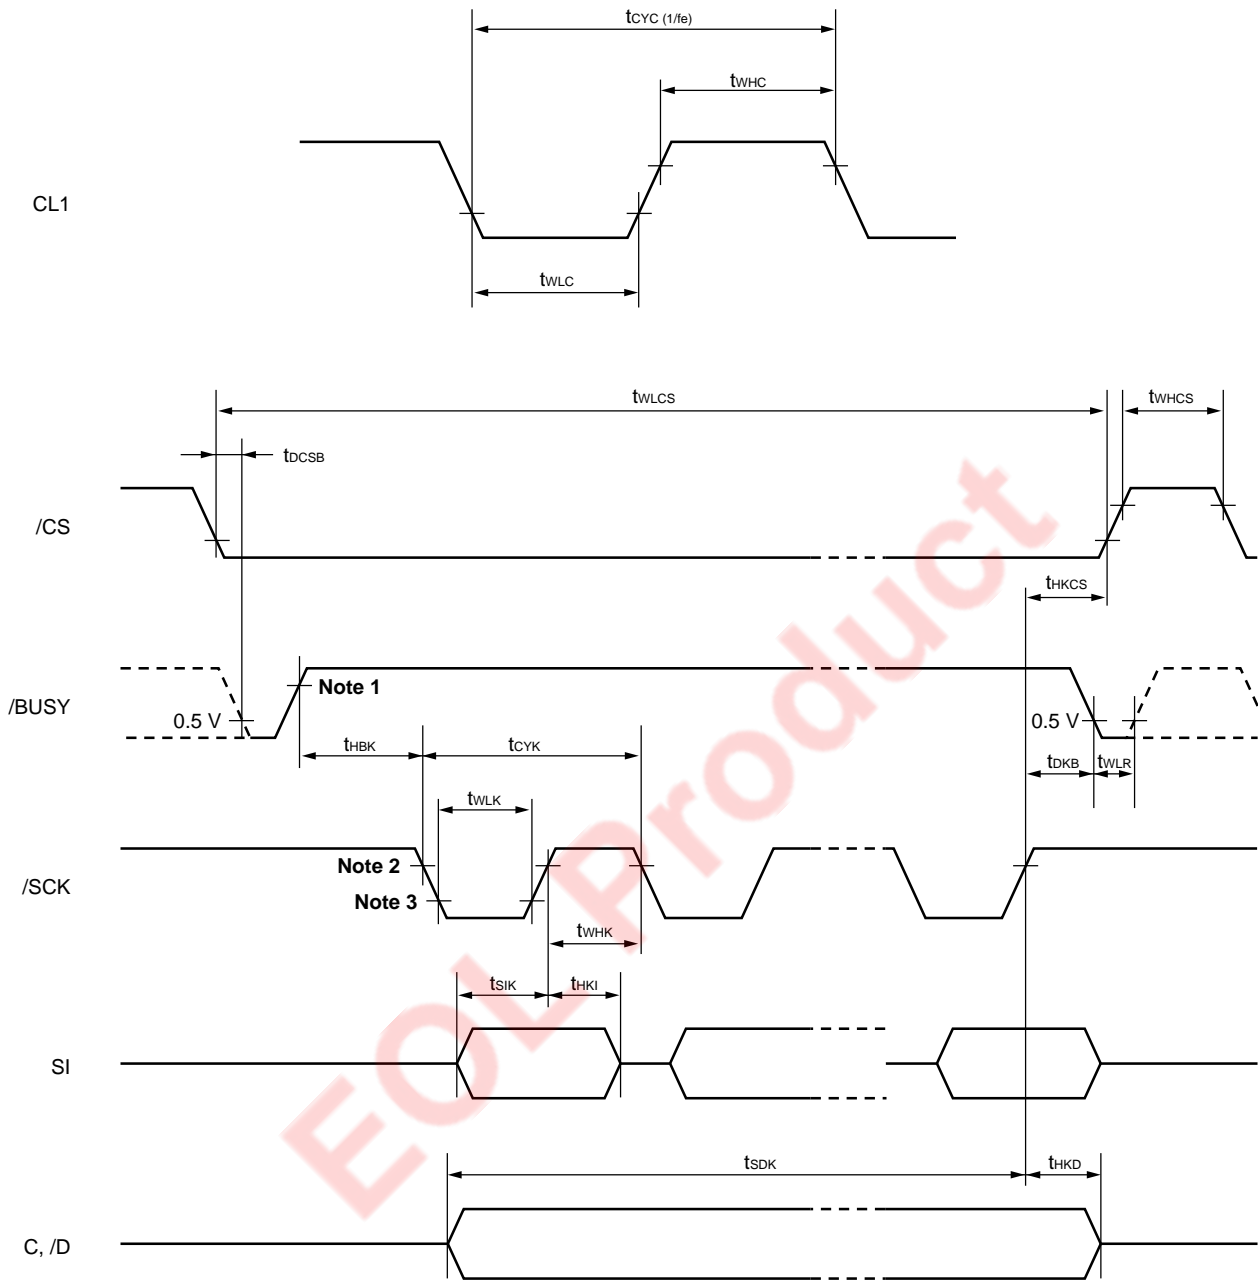 tCYC (1/fe)
tWHC
CL1
tWLC
tWLCS
tWHCS
tDCSB
/CS
tHKCS
Note 1
/BUSY
0.5 V
0.5 V
tHBK
tCYK
tDKB
tWLR
tWLK
Note 2
/SCK
Note 3
tWHK
tSIK
tHKI
SI
tSDK
tHKD
C, /D
EOL Product